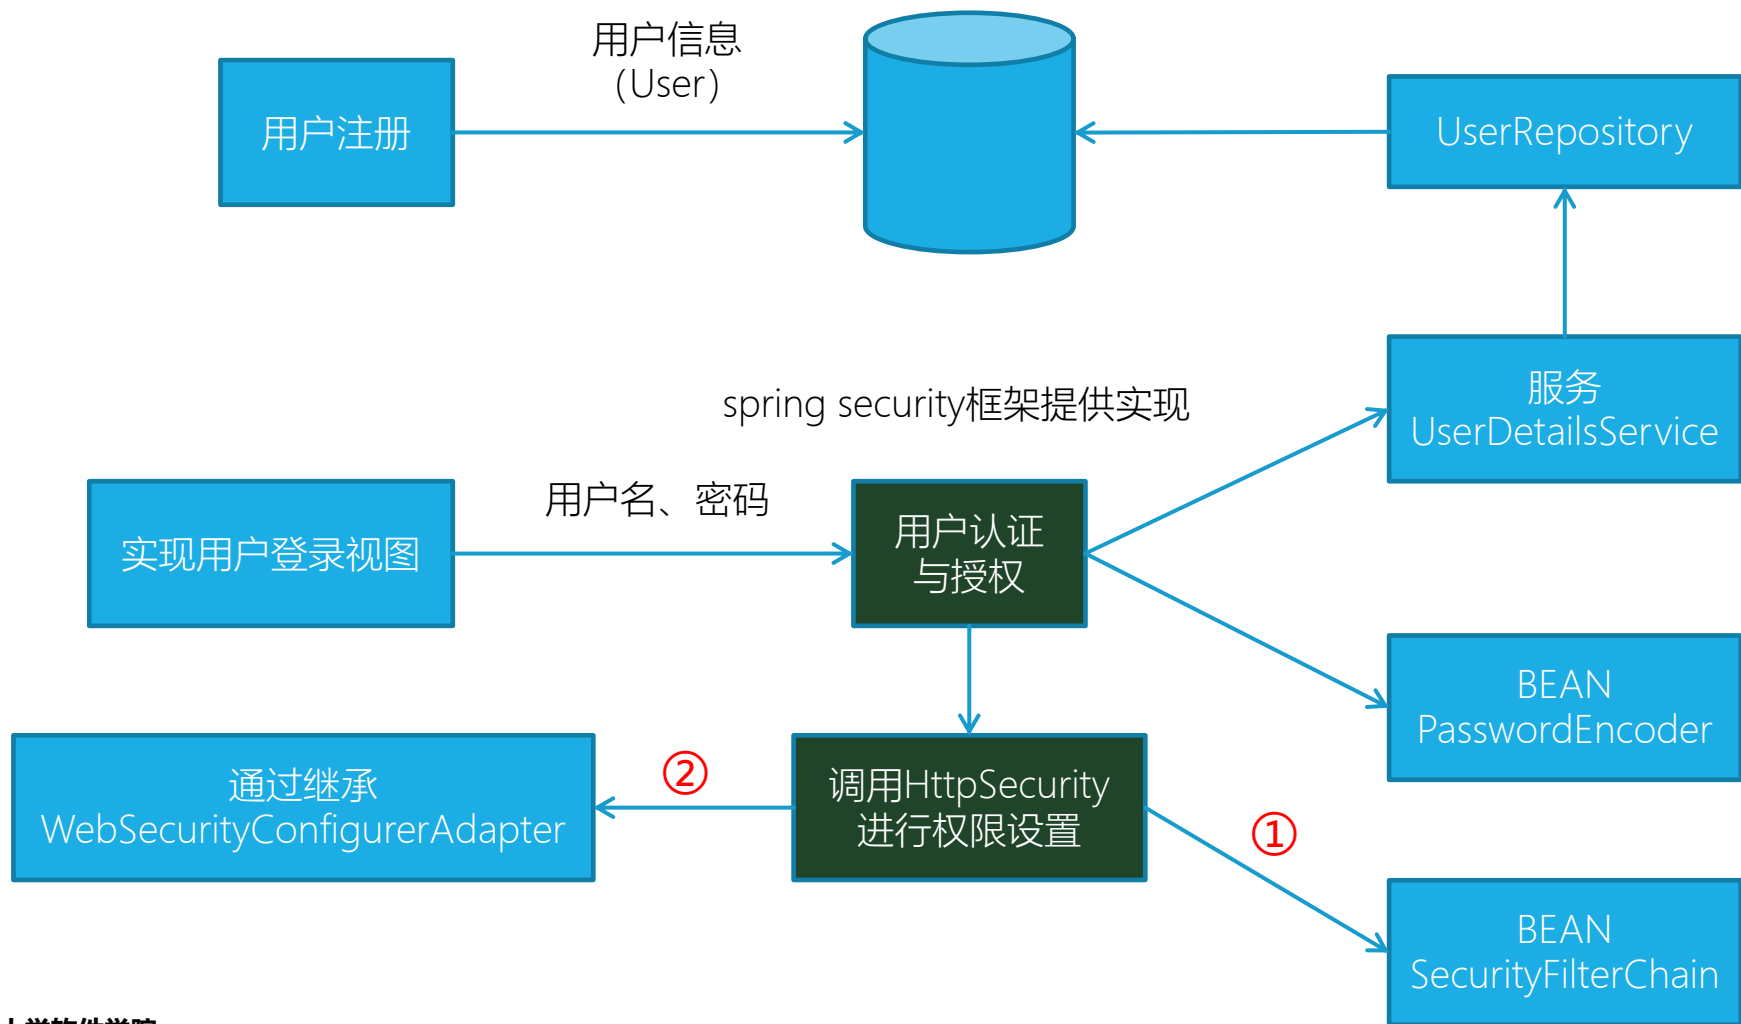 用户信息
（User）
用户注册
UserRepository
spring security框架提供实现
服务
UserDetailsService
用户名、密码
实现用户登录视图
用户认证
与授权
BEAN
PasswordEncoder
通过继承
WebSecurityConfigurerAdapter
②
调用HttpSecurity
进行权限设置
①
BEAN
SecurityFilterChain